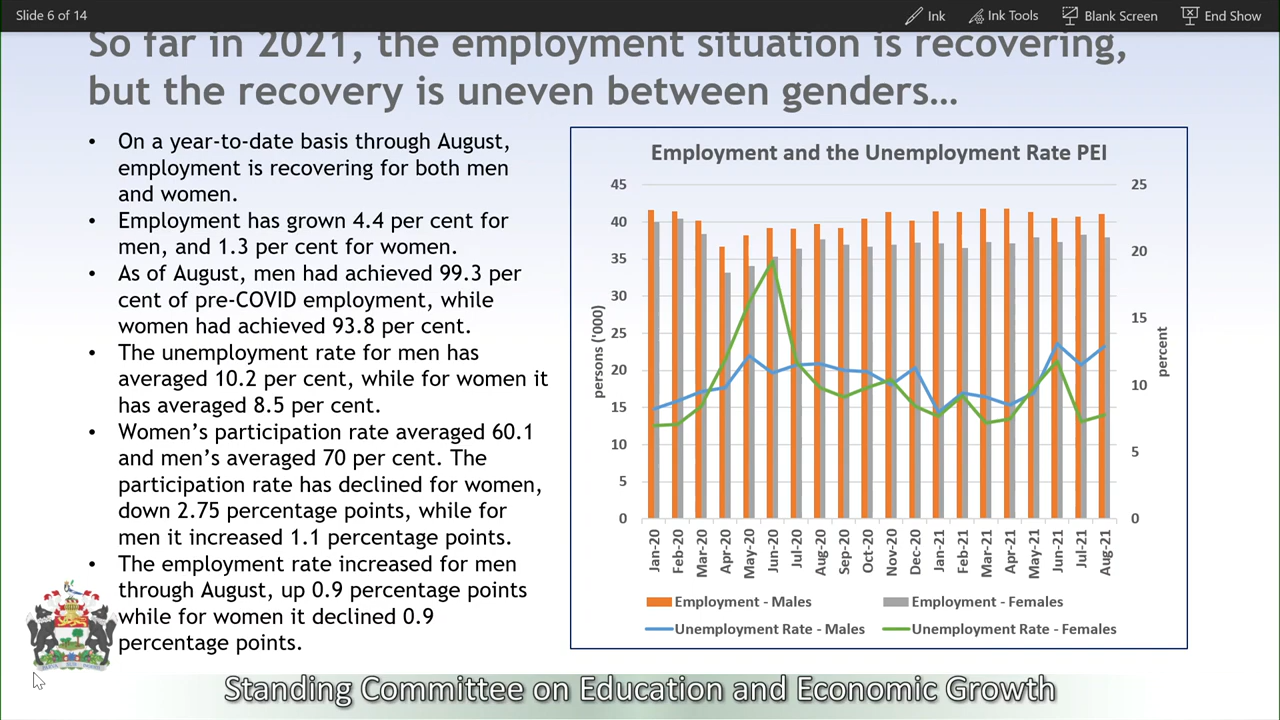 Slide 6 of 14
Ink
Ink Tools
Blank Screen
End Show
So far in 2021, the employment situation is recovering,
but the recovery is uneven between genders…
• On a year-to-date basis through August,
employment is recovering for both men
and women.
• Employment has grown 4.4 per cent for
men, and 1.3 per cent for women.
• As of August, men had achieved 99.3 per
cent of pre-COVID employment, while
women had achieved 93.8 per cent.
• The unemployment rate for men has
averaged 10.2 per cent, while for women it
has averaged 8.5 per cent.
• Women's participation rate averaged 60.1
and men's averaged 70 per cent. The
participation rate has declined for women,
down 2.75 percentage points, while for
men it increased 1.1 percentage points.
• The employment rate increased for men
through August, up 0.9 percentage points
while for women it declined 0.9
percentage points.
Employment and the Unemployment Rate PEI
45
40
35
30
25
20
15
10
5
0
persons ('000)
25
20
15
10
5
0
percent
Jan-20
Feb-20
Mar-20
Apr-20
May-20
Jun-20
Jul-20
Aug-20
Sep-20
Oct-20
Nov-20
Dec-20
Jan-21
Feb-21
Mar-21
Apr-21
May-21
Jun-21
Jul-21
Aug-21
Employment - Males
Employment - Females
Unemployment Rate - Males
Unemployment Rate - Females
Standing Committee on Education and Economic Growth